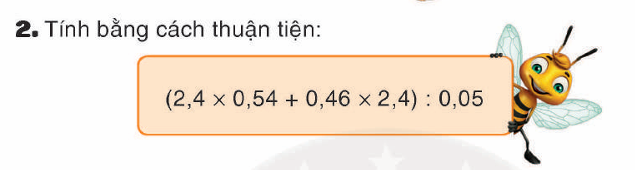 2. Tính bằng cách thuận tiện:
(2,4 × 0,54 + 0,46 × 2,4) : 0,05